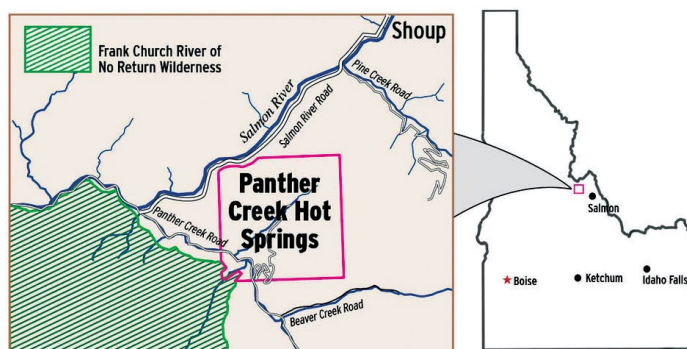 Frank Church River of
No Return Wilderness
Shoup
Pine Creek Road
Salmon River
Salmon River Road
Panther
Creek Hot
Springs
Panther Creek Road
Beaver Creek Road
Salmon
Boise
Ketchum
Idaho Falls